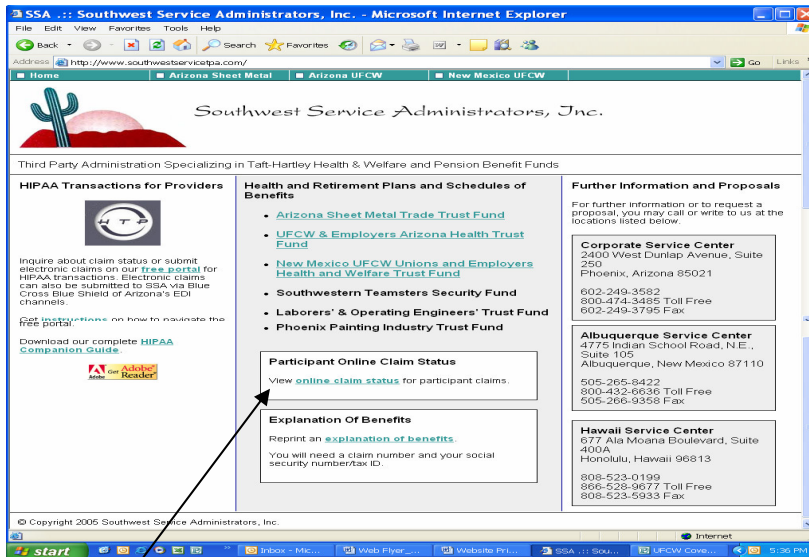 SSA .:: Southwest Service Administrators, Inc. - Microsoft Internet Explorer
File Edit View Favorites Tools Help
Back Search Favorites
Address http://www.southwestservicetpa.com/ Go Links
Home Arizona Sheet Metal Arizona UFCW New Mexico UFCW
Southwest Service Administrators, Inc.
Third Party Administration Specializing in Taft-Hartley Health & Welfare and Pension Benefit Funds
HIPAA Transactions for Providers
HTP
Inquire about claim status or submit
electronic claims on our free portal for
HIPAA transactions. Electronic claims
can also be submitted to SSA via Blue
Cross Blue Shield of Arizona's EDI
channels.
Get instructions on how to navigate the
free portal.
Download our complete HIPAA
Companion Guide.
Get Adobe Reader
Adobe
Health and Retirement Plans and Schedules of
Benefits
• Arizona Sheet Metal Trade Trust Fund
• UFCW & Employers Arizona Health Trust
Fund
• New Mexico UFCW Unions and Employers
Health and Welfare Trust Fund
• Southwestern Teamsters Security Fund
• Laborers' & Operating Engineers' Trust Fund
• Phoenix Painting Industry Trust Fund
Participant Online Claim Status
View online claim status for participant claims.
Explanation Of Benefits
Reprint an explanation of benefits.
You will need a claim number and your social
security number/tax ID.
Further Information and Proposals
For further information or to request a
proposal, you may call or write to us at the
locations listed below.
Corporate Service Center
2400 West Dunlap Avenue, Suite
250
Phoenix, Arizona 85021
602-249-3582
800-474-3485 Toll Free
602-249-3795 Fax
Albuquerque Service Center
4775 Indian School Road, N.E.,
Suite 105
Albuquerque, New Mexico 87110
505-265-8422
800-432-6636 Toll Free
505-266-9358 Fax
Hawaii Service Center
677 Ala Moana Boulevard, Suite
400A
Honolulu, Hawaii 96813
808-523-0199
866-528-9677 Toll Free
808-523-5933 Fax
© Copyright 2005 Southwest Service Administrators, Inc.
Internet
start Inbox - Mic... Web Flyer_... Website Pri... SSA .:: Sou... UFCW Cove... 5:36 PM